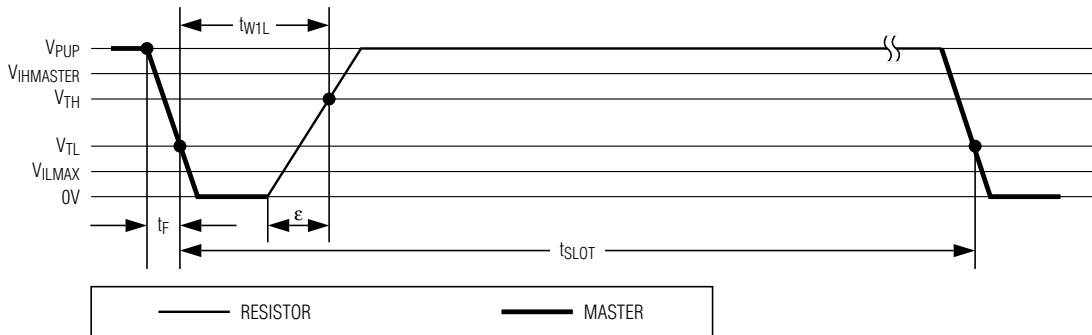 tW1L
VPUP
VIHMASTER
VTH
VTL
VILMAX
0V
tF
ε
tSLOT
RESISTOR
MASTER